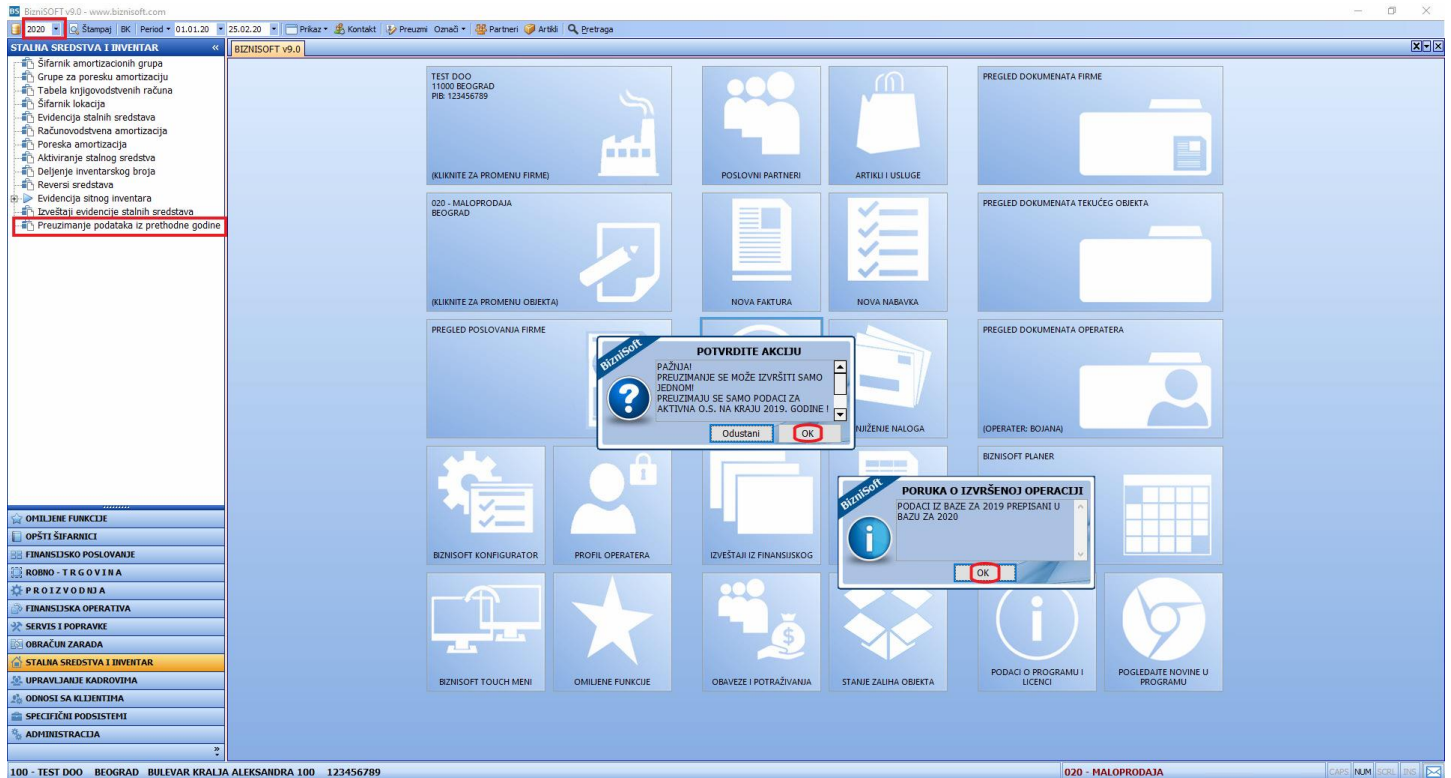 BizniSOFT v9.0 - www.biznisoft.com
2020 Štampaj BK Period 01.01.20 25.02.20 Prikaz Kontakt Preuzmi Označi Partneri Artikli Pretraga
STALNA SREDSTVA I INVENTAR «
BIZNISOFT v9.0
Šifarnik amortizacionih grupa
Grupe za poresku amortizaciju
Tabela knjigovodstvenih računa
Šifarnik lokacija
Evidencija stalnih sredstava
Računovodstvena amortizacija
Poreska amortizacija
Aktiviranje stalnog sredstva
Deljenje inventarskog broja
Reversi sredstava
Evidencija sitnog inventara
Izveštaji evidencije stalnih sredstava
Preuzimanje podataka iz prethodne godine
OMILJENE FUNKCIJE
OPŠTI ŠIFARNICI
FINANSIJSKO POSLOVANJE
ROBNO - T R G O V I N A
P R O I Z V O D NJ A
FINANSIJSKA OPERATIVA
SERVIS I POPRAVKE
OBRAČUN ZARADA
STALNA SREDSTVA I INVENTAR
UPRAVLJANJE KADROVIMA
ODNOSI SA KLIJENTIMA
SPECIFIČNI PODSISTEMI
ADMINISTRACIJA
TEST DOO
11000 BEOGRAD
PIB: 123456789
(KLIKNITE ZA PROMENU FIRME)
POSLOVNI PARTNERI
ARTIKLI I USLUGE
PREGLED DOKUMENATA FIRME
020 - MALOPRODAJA
BEOGRAD
(KLIKNITE ZA PROMENU OBJEKTA)
NOVA FAKTURA
NOVA NABAVKA
PREGLED DOKUMENATA TEKUĆEG OBJEKTA
PREGLED POSLOVANJA FIRME
NJIŽENJE NALOGA
PREGLED DOKUMENATA OPERATERA
(OPERATER: BOJANA)
BizniSoft
POTVRDITE AKCIJU
PAŽNJA!
PREUZIMANJE SE MOŽE IZVRŠITI SAMO
JEDNOM!
PREUZIMAJU SE SAMO PODACI ZA
AKTIVNA O.S. NA KRAJU 2019. GODINE !
Odustani
OK
BIZNISOFT KONFIGURATOR
PROFIL OPERATERA
IZVEŠTAJI IZ FINANSIJSKOG
BIZNISOFT PLANER
BizniSoft
PORUKA O IZVRŠENOJ OPERACIJI
PODACI IZ BAZE ZA 2019 PREPISANI U
BAZU ZA 2020
OK
BIZNISOFT TOUCH MENI
OMILJENE FUNKCIJE
OBAVEZE I POTRAŽIVANJA
STANJE ZALIHA OBJEKTA
PODACI O PROGRAMU I
LICENCI
POGLEDAJTE NOVINE U
PROGRAMU
100 - TEST DOO BEOGRAD BULEVAR KRALJA ALEKSANDRA 100 123456789
020 - MALOPRODAJA
CAPS NUM SCRL INS